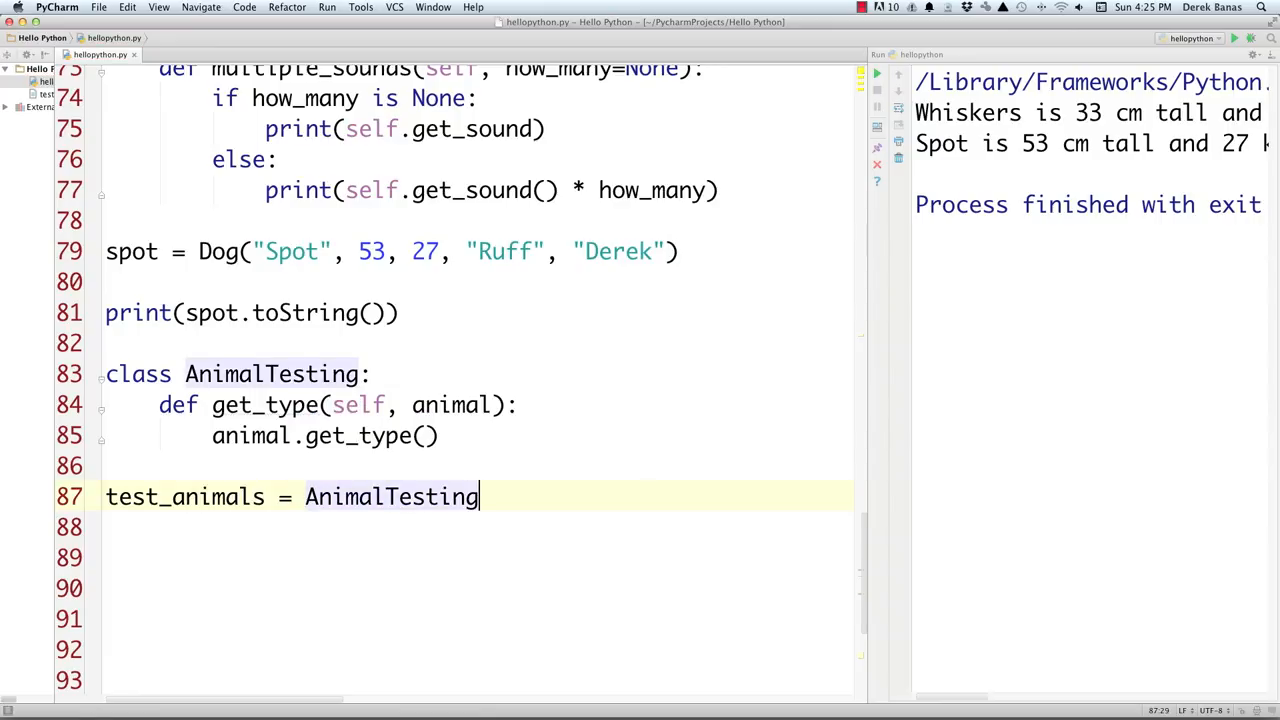 PyCharm File Edit View Navigate Code Refactor Run Tools VCS Window Help 10 Sun 4:25 PM Derek Banas
hellopython.py – Hello Python – [~/PycharmProjects/Hello Python]
Hello Python hellopython.py hellopython
hellopython.py Run hellopython
Hello P
hell
test
Externa
73 def multiple_sounds(self, how_many=None):
74 if how_many is None:
75 print(self.get_sound)
76 else:
77 print(self.get_sound() * how_many)
78
79 spot = Dog("Spot", 53, 27, "Ruff", "Derek")
80
81 print(spot.toString())
82
83 class AnimalTesting:
84 def get_type(self, animal):
85 animal.get_type()
86
87 test_animals = AnimalTesting
88
89
90
91
92
93
/Library/Frameworks/Python.
Whiskers is 33 cm tall and
Spot is 53 cm tall and 27 k
Process finished with exit
87:29 LF UTF-8